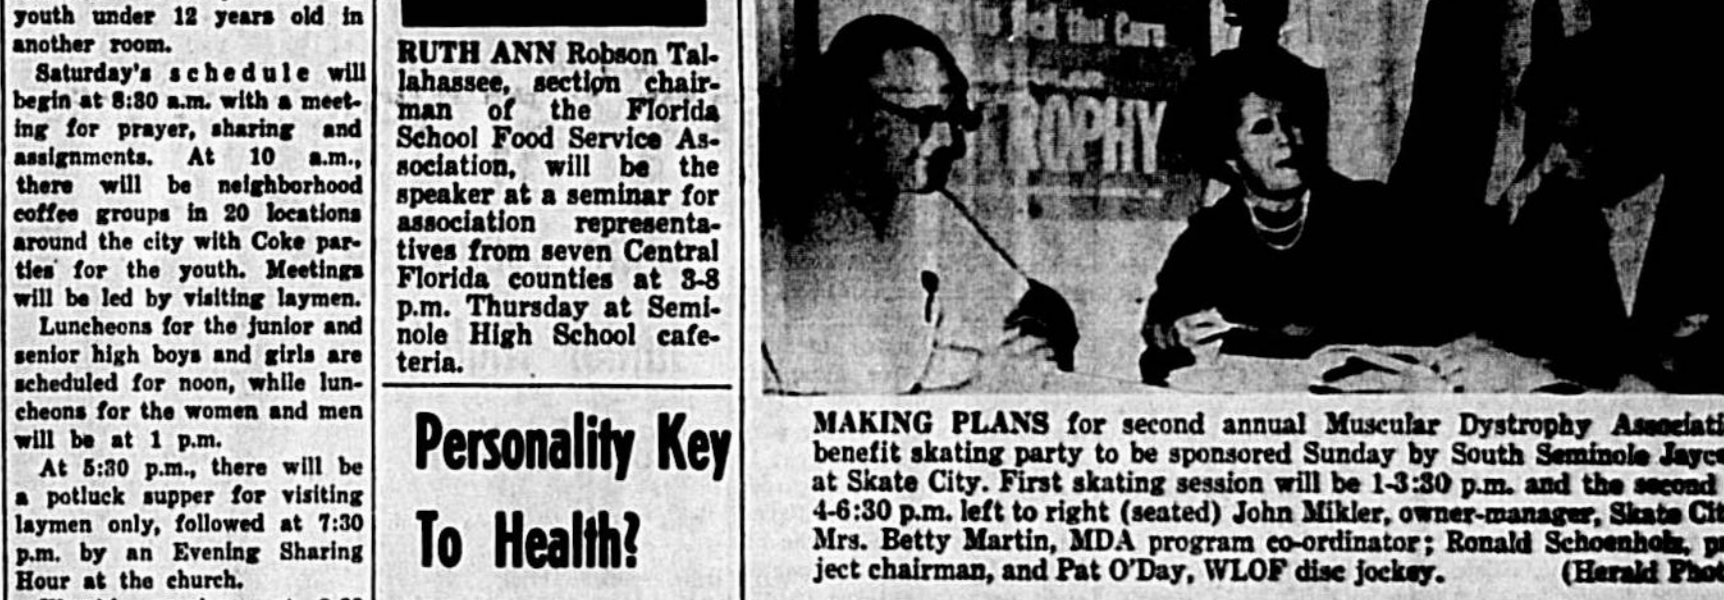 youth under 12 years old in
another room.
Saturday's schedule will
begin at 8:30 a.m. with a meet-
ing for prayer, sharing and
assignments. At 10 a.m.,
there will be neighborhood
coffee groups in 20 locations
around the city with Coke par-
ties for the youth. Meetings
will be led by visiting laymen.
Luncheons for the junior and
senior high boys and girls are
scheduled for noon, while lun-
cheons for the women and men
will be at 1 p.m.
At 5:30 p.m., there will be
a potluck supper for visiting
laymen only, followed at 7:30
p.m. by an Evening Sharing
Hour at the church.
RUTH ANN Robson Tal-
lahassee, section chair-
man of the Florida
School Food Service As-
sociation, will be the
speaker at a seminar for
association representa-
tives from seven Central
Florida counties at 3-8
p.m. Thursday at Semi-
nole High School cafe-
teria.
Personality Key
To Health?
ROPHY
MAKING PLANS for second annual Muscular Dystrophy Associati
benefit skating party to be sponsored Sunday by South Seminole Jayce
at Skate City. First skating session will be 1-3:30 p.m. and the second
4-6:30 p.m. left to right (seated) John Mikler, owner-manager, Skate Cit
Mrs. Betty Martin, MDA program co-ordinator; Ronald Schoenholz, p
ject chairman, and Pat O'Day, WLOF disc jockey. (Herald Phot